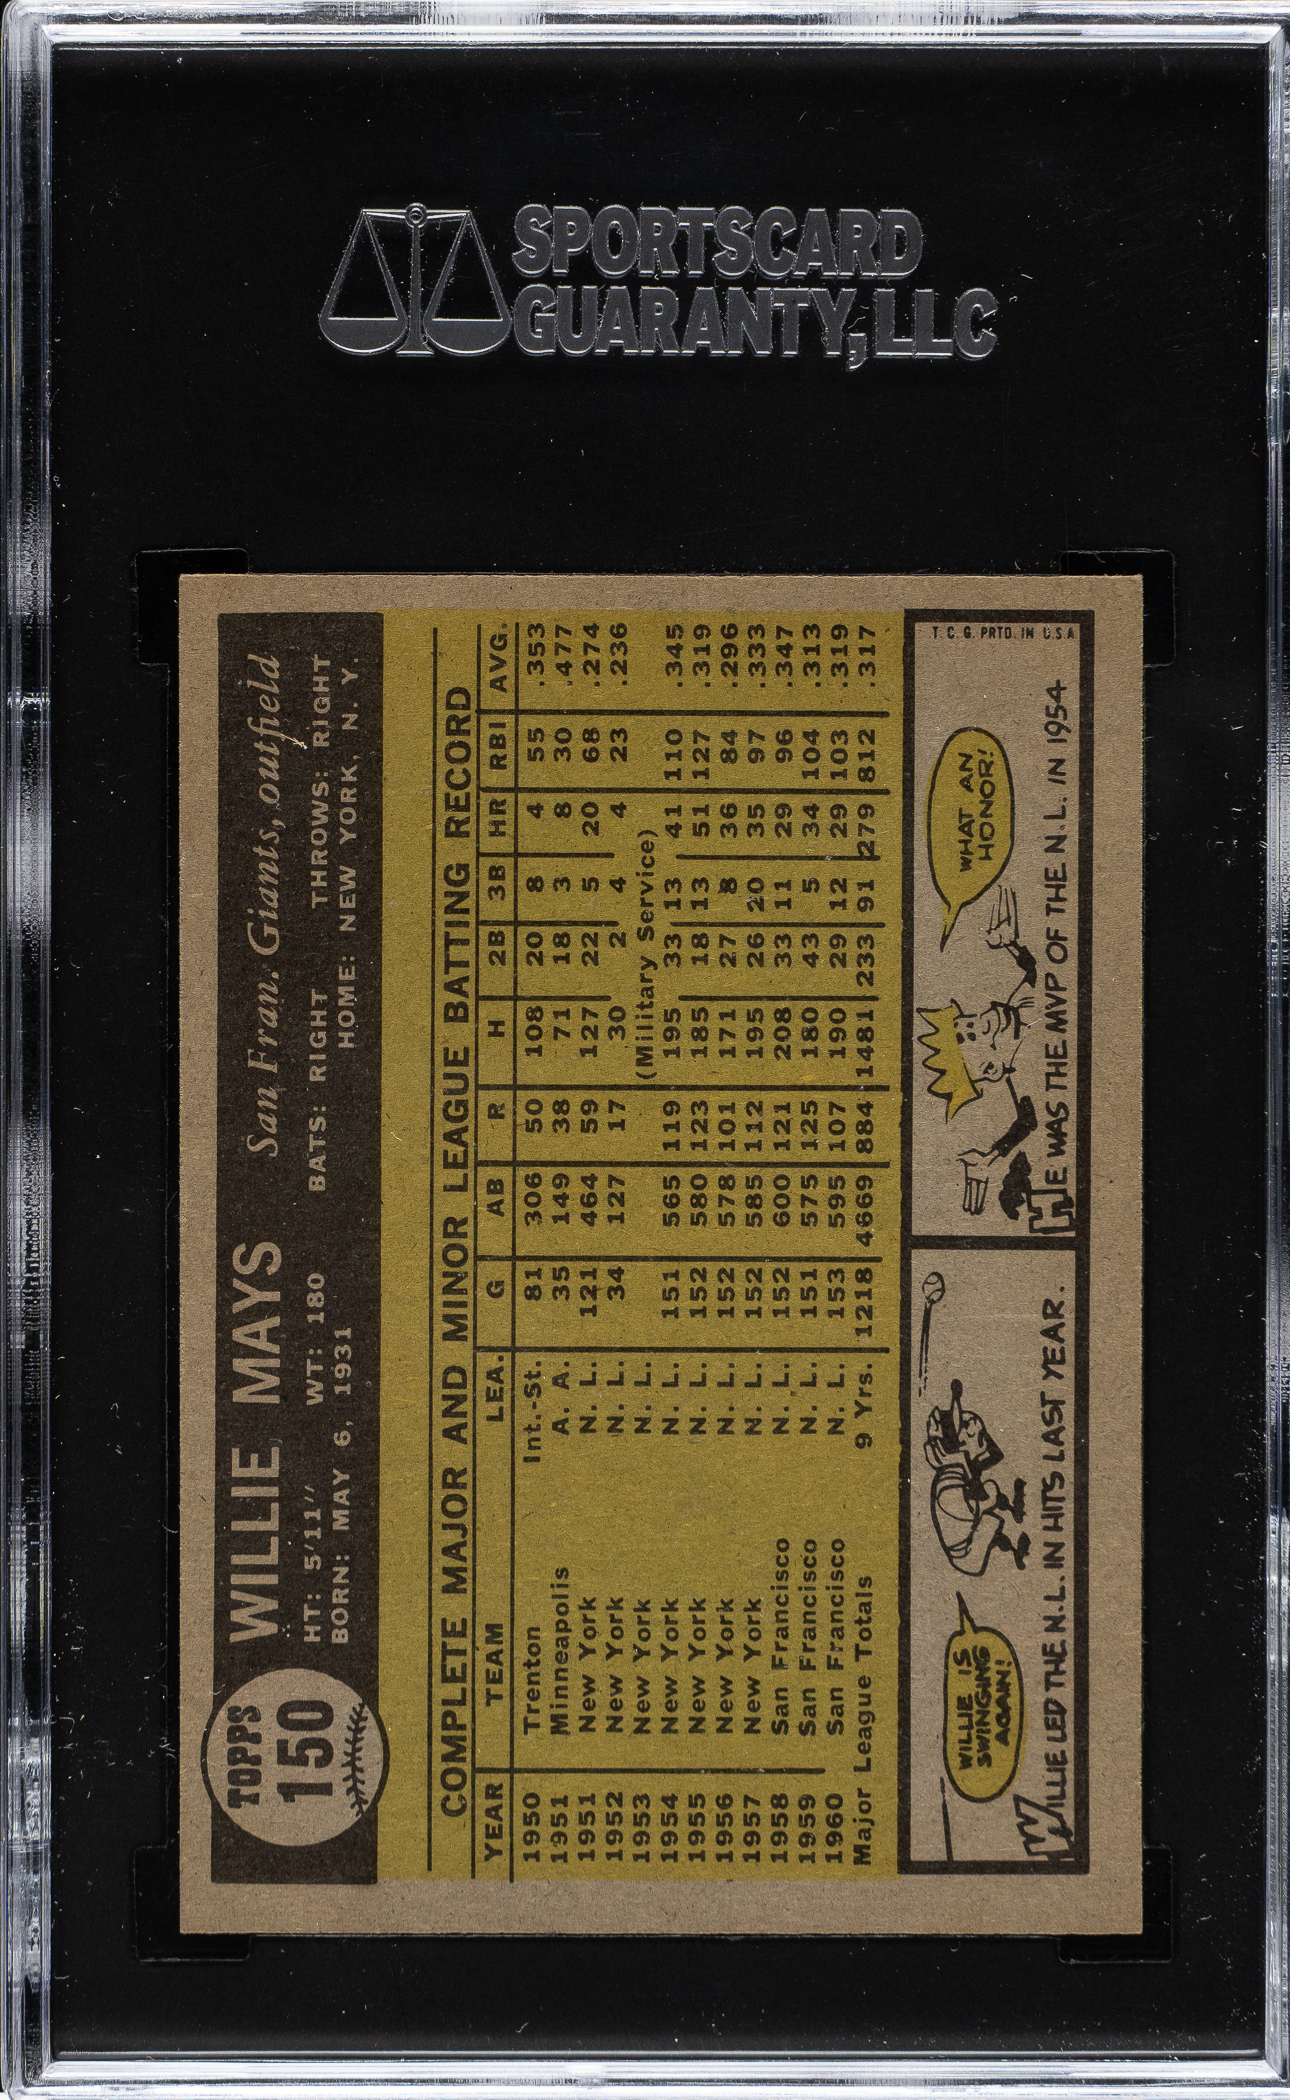 SPORTSCARD
GUARANTY, LLC
TOPPS
150
WILLIE MAYS San Fran. Giants, outfield
HT: 5'11" WT: 180 BATS: RIGHT THROWS: RIGHT
BORN: MAY 6, 1931 HOME: NEW YORK, N. Y.
COMPLETE MAJOR AND MINOR LEAGUE BATTING RECORD
YEAR TEAM LEA. G AB R H 2B 3B HR RBI AVG.
1950 Trenton Int.-St. 81 306 50 108 20 8 4 55 .353
1951 Minneapolis A. A. 35 149 38 71 18 3 8 30 .477
1951 New York N. L. 121 464 59 127 22 5 20 68 .274
1952 New York N. L. 34 127 17 30 2 4 4 23 .236
1953 New York N. L. (Military Service)
1954 New York N. L. 151 565 119 195 33 13 41 110 .345
1955 New York N. L. 152 580 123 185 18 13 51 127 .319
1956 New York N. L. 152 578 101 171 27 8 36 84 .296
1957 New York N. L. 152 585 112 195 26 20 35 97 .333
1958 San Francisco N. L. 152 600 121 208 33 11 29 96 .347
1959 San Francisco N. L. 151 575 125 180 43 5 34 104 .313
1960 San Francisco N. L. 153 595 107 190 29 12 29 103 .319
Major League Totals 9 Yrs. 1218 4669 884 1481 233 91 279 812 .317
WILLIE IS
SWINGING
AGAIN!
WILLIE LED THE N.L. IN HITS LAST YEAR.
WHAT AN
HONOR!
HE WAS THE MVP OF THE N.L. IN 1954
T. C. G. PRTD. IN U.S.A